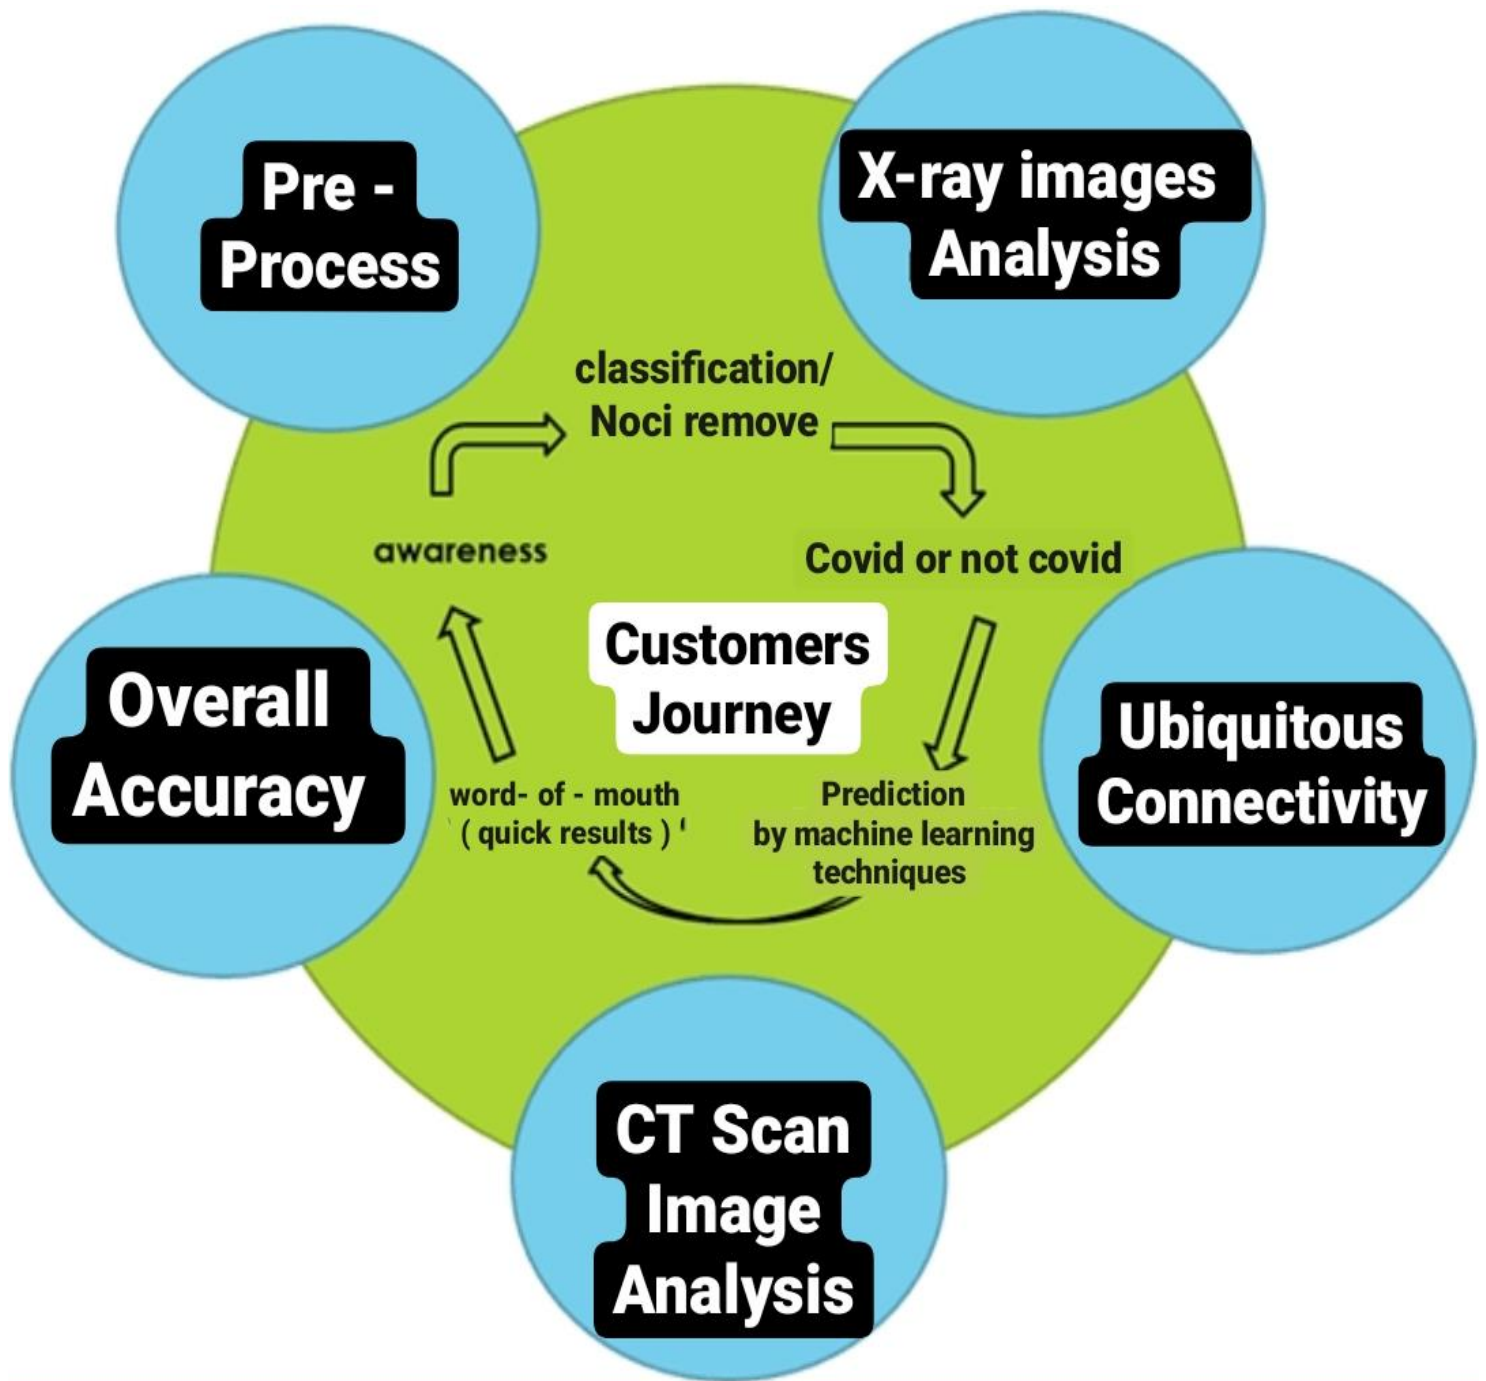 Pre -
Process
X-ray images
Analysis
classification/
Noci remove
awareness
Covid or not covid
Customers
Journey
Overall
Accuracy
Ubiquitous
Connectivity
word- of - mouth
' ( quick results ) '
Prediction
by machine learning
techniques
CT Scan
Image
Analysis